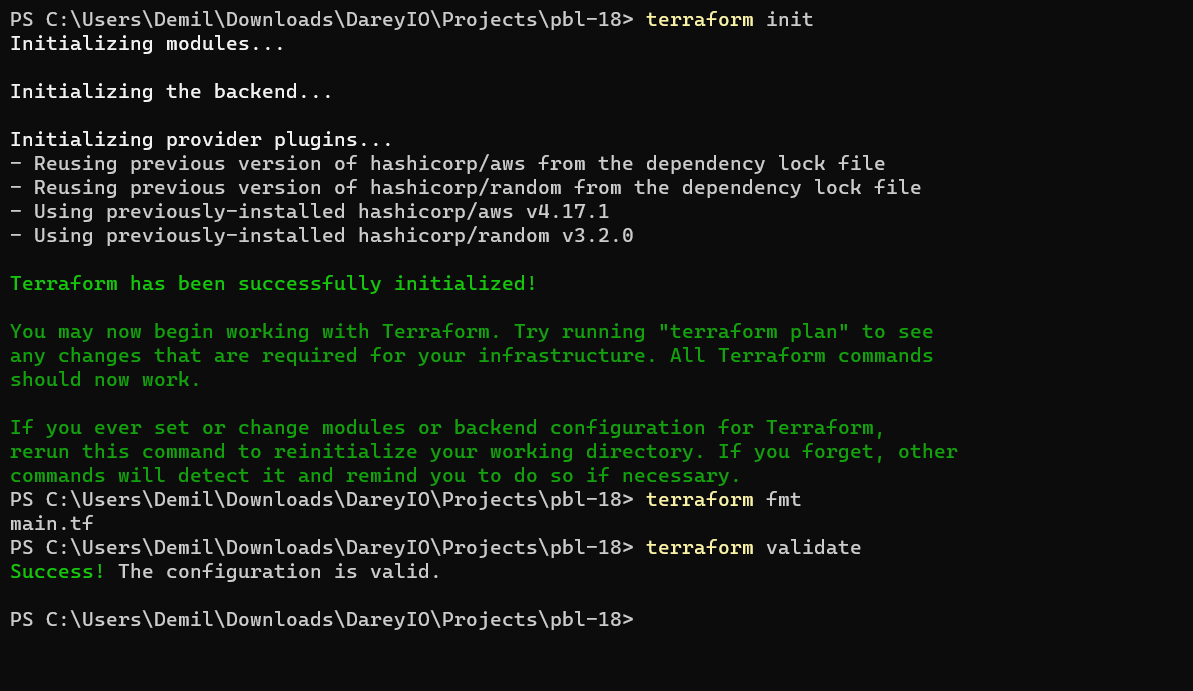 PS C:\Users\Demil\Downloads\DareyIO\Projects\pbl-18> terraform init
Initializing modules...
Initializing the backend...
Initializing provider plugins...
- Reusing previous version of hashicorp/aws from the dependency lock file
- Reusing previous version of hashicorp/random from the dependency lock file
- Using previously-installed hashicorp/aws v4.17.1
- Using previously-installed hashicorp/random v3.2.0
Terraform has been successfully initialized!
You may now begin working with Terraform. Try running "terraform plan" to see
any changes that are required for your infrastructure. All Terraform commands
should now work.
If you ever set or change modules or backend configuration for Terraform,
rerun this command to reinitialize your working directory. If you forget, other
commands will detect it and remind you to do so if necessary.
PS C:\Users\Demil\Downloads\DareyIO\Projects\pbl-18> terraform fmt
main.tf
PS C:\Users\Demil\Downloads\DareyIO\Projects\pbl-18> terraform validate
Success! The configuration is valid.
PS C:\Users\Demil\Downloads\DareyIO\Projects\pbl-18>